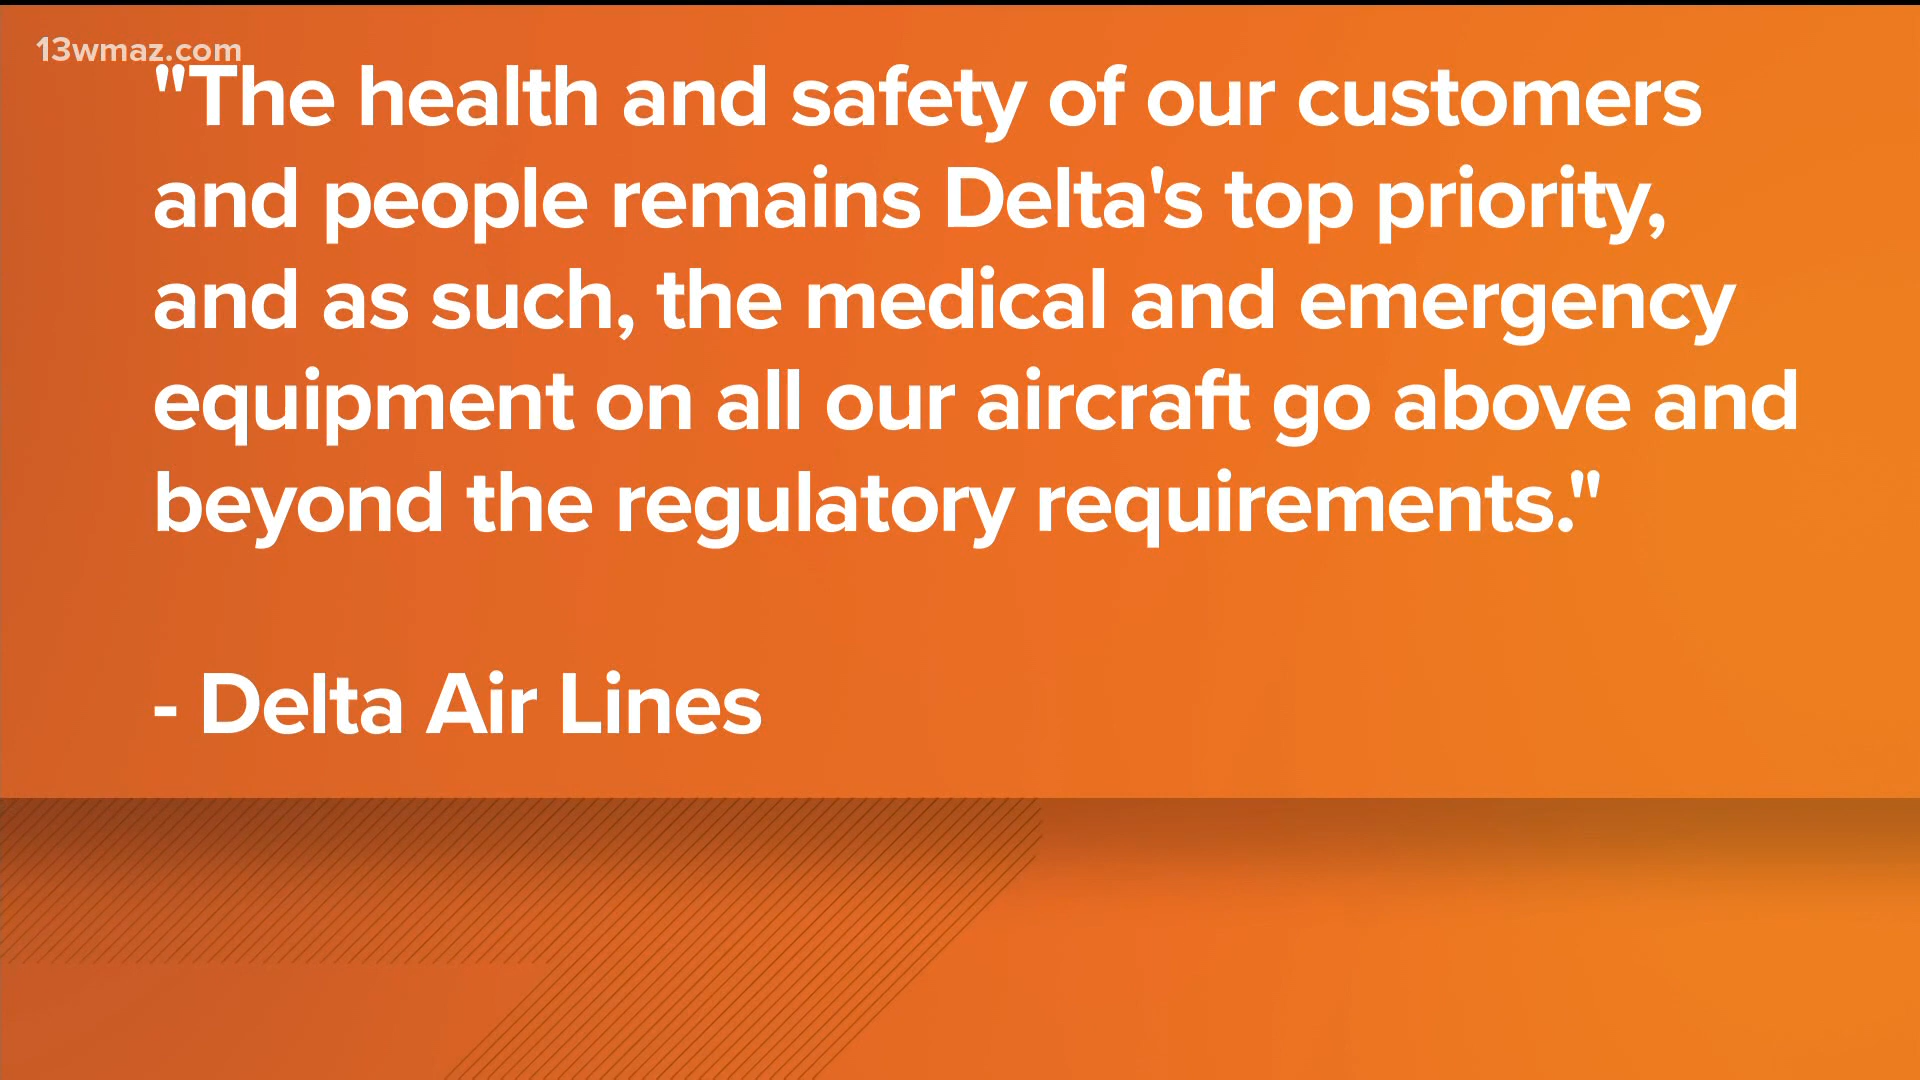 13wmaz.com
"The health and safety of our customers
and people remains Delta's top priority,
and as such, the medical and emergency
equipment on all our aircraft go above and
beyond the regulatory requirements."
- Delta Air Lines